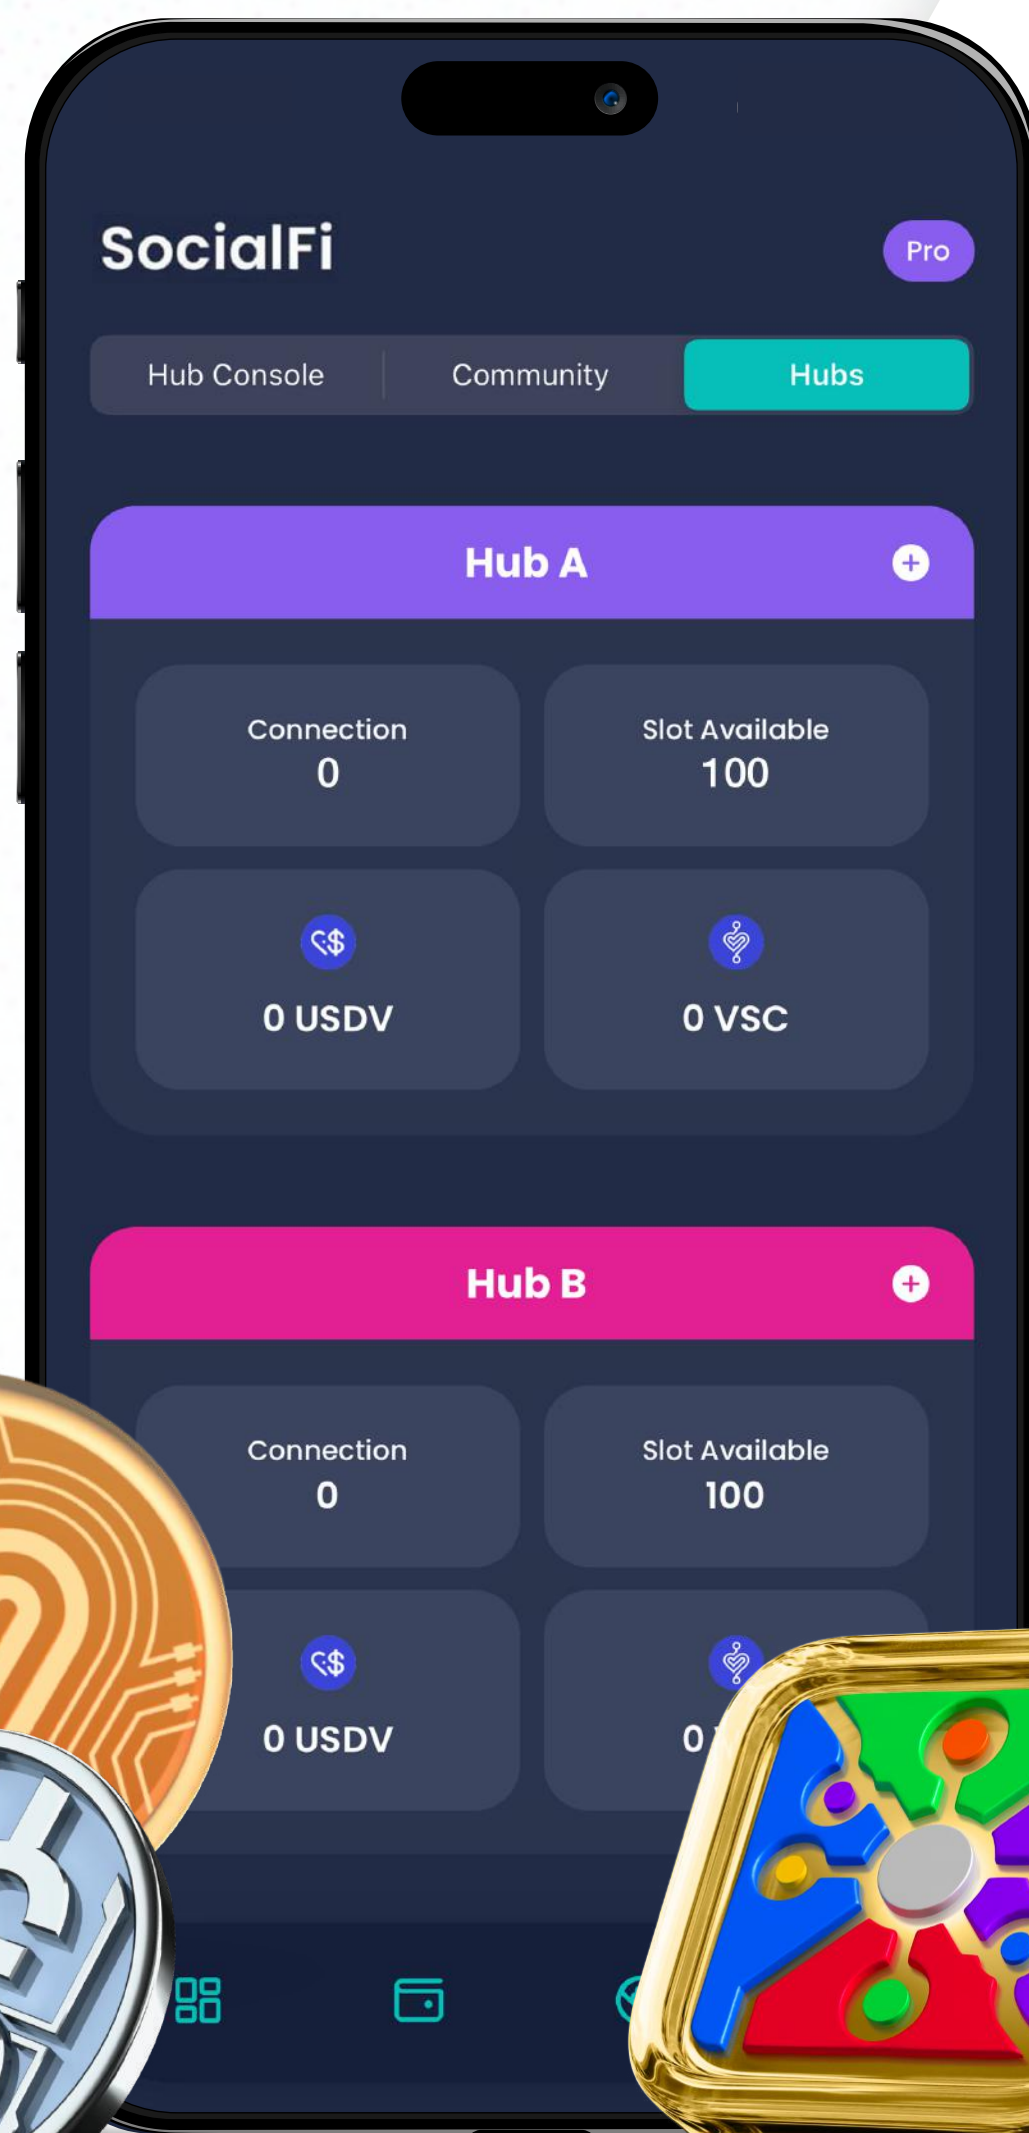 SocialFi
Pro
Hub Console
Community
Hubs
Hub A
Connection
0
Slot Available
100
0 USDV
0 VSC
Hub B
Connection
0
Slot Available
100
0 USDV
0